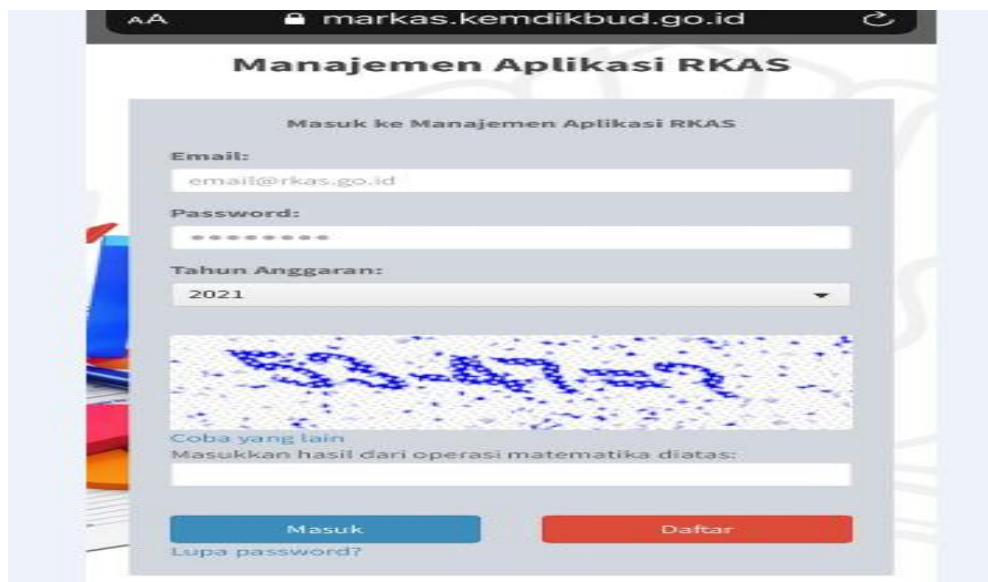 AA markas.kemdikbud.go.id
Manajemen Aplikasi RKAS
Masuk ke Manajemen Aplikasi RKAS
Email:
email@rkas.go.id
Password:
Tahun Anggaran:
2021
Coba yang lain
Masukkan hasil dari operasi matematika diatas:
Masuk
Daftar
Lupa password?